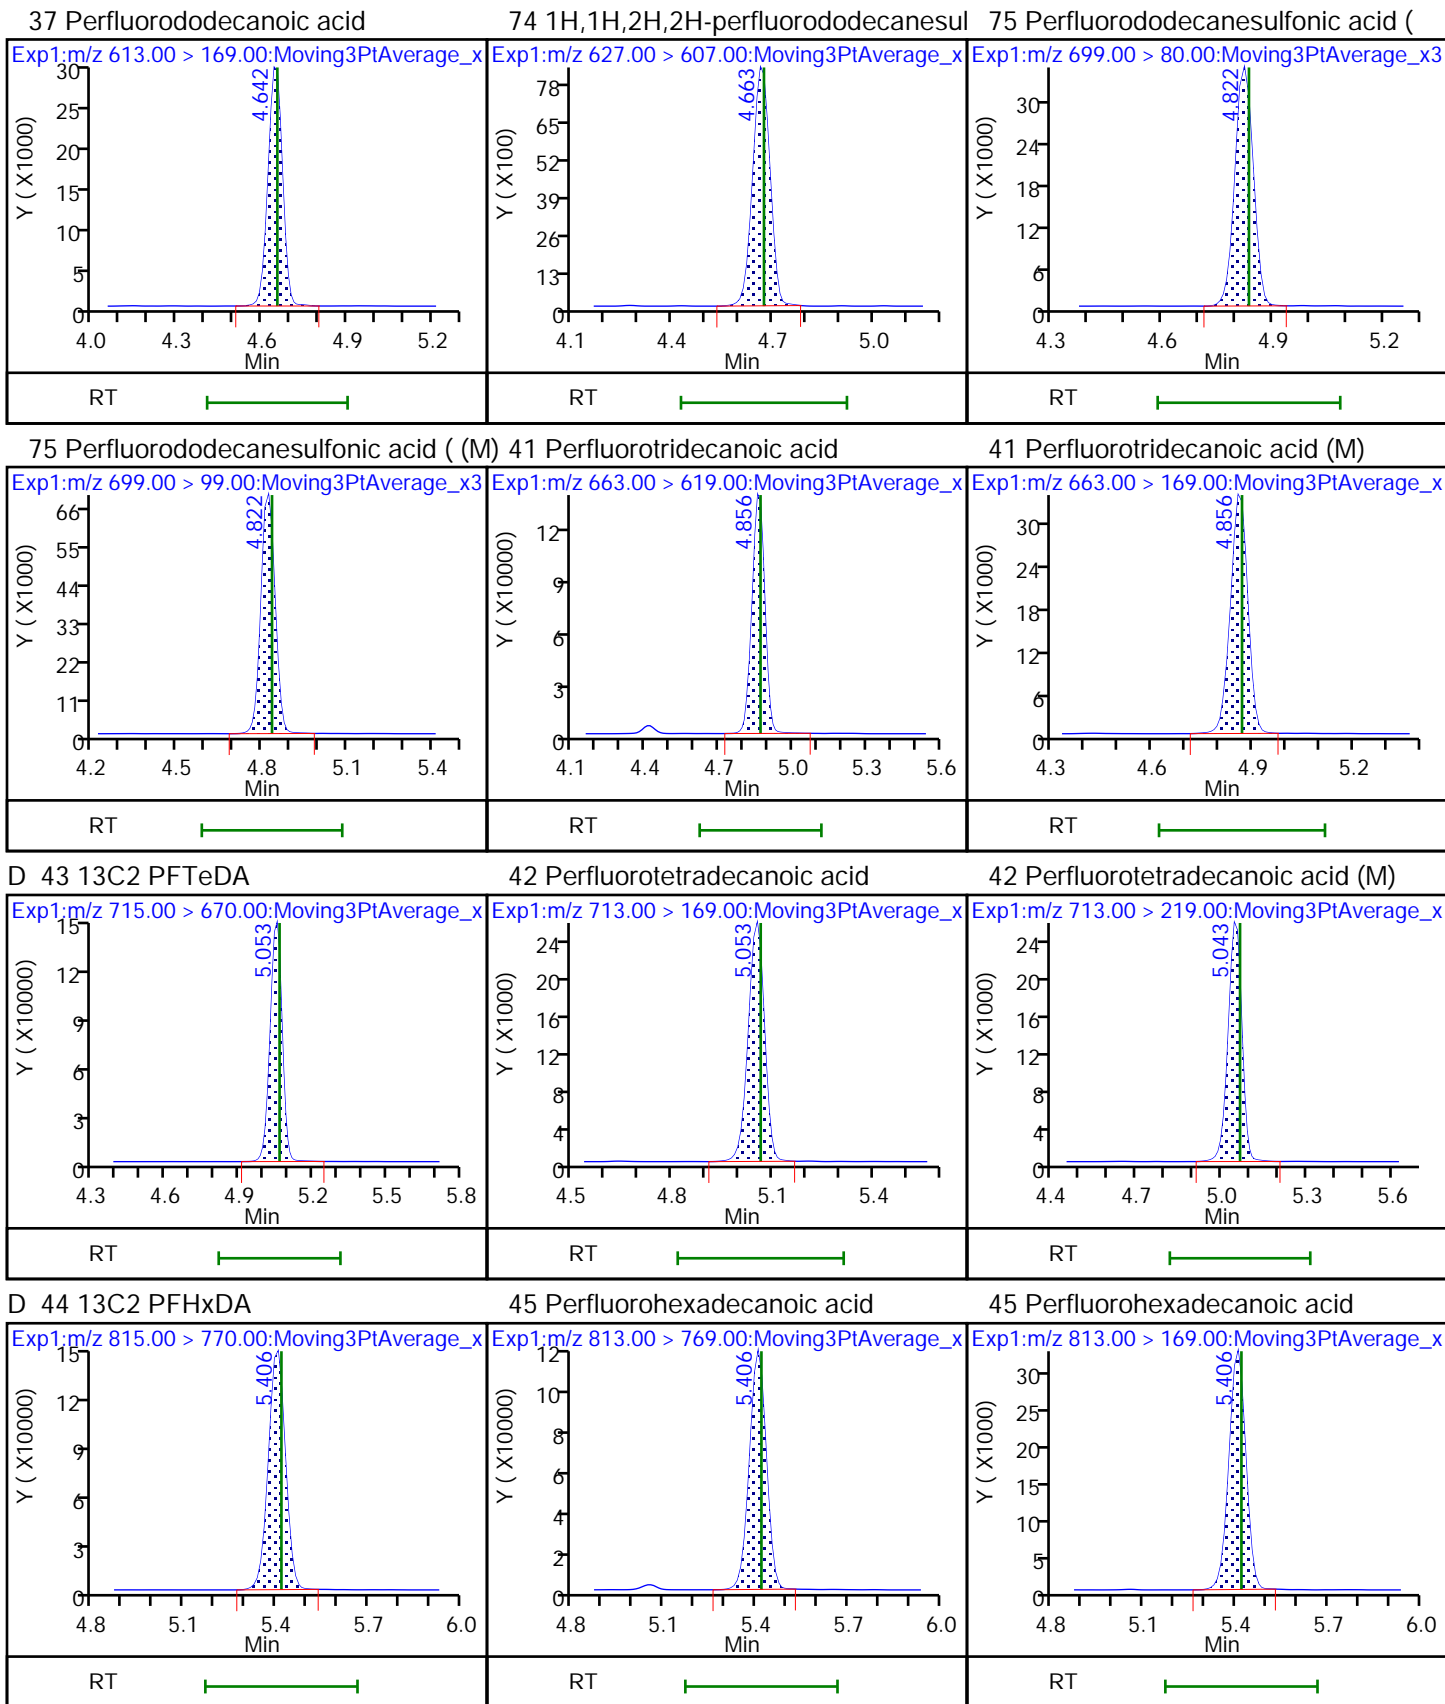 37 Perfluorododecanoic acid
Exp1:m/z 613.00 > 169.00:Moving3PtAverage_x
4.642
Y ( X1000)
30
25
20
15
10
5
0
4.0 4.3 4.6 4.9 5.2
Min
RT
74 1H,1H,2H,2H-perfluorododecanesul
Exp1:m/z 627.00 > 607.00:Moving3PtAverage_x
4.663
Y ( X100)
78
65
52
39
26
13
0
4.1 4.4 4.7 5.0
Min
RT
75 Perfluorododecanesulfonic acid (
Exp1:m/z 699.00 > 80.00:Moving3PtAverage_x3
4.822
Y ( X1000)
30
24
18
12
6
0
4.3 4.6 4.9 5.2
Min
RT
75 Perfluorododecanesulfonic acid ( (M)
Exp1:m/z 699.00 > 99.00:Moving3PtAverage_x3
4.822
Y ( X1000)
66
55
44
33
22
11
0
4.2 4.5 4.8 5.1 5.4
Min
RT
41 Perfluorotridecanoic acid
Exp1:m/z 663.00 > 619.00:Moving3PtAverage_x
4.856
Y ( X10000)
12
9
6
3
0
4.1 4.4 4.7 5.0 5.3 5.6
Min
RT
41 Perfluorotridecanoic acid (M)
Exp1:m/z 663.00 > 169.00:Moving3PtAverage_x
4.856
Y ( X1000)
30
24
18
12
6
0
4.3 4.6 4.9 5.2
Min
RT
D 43 13C2 PFTeDA
Exp1:m/z 715.00 > 670.00:Moving3PtAverage_x
5.053
Y ( X10000)
15
12
9
6
3
0
4.3 4.6 4.9 5.2 5.5 5.8
Min
RT
42 Perfluorotetradecanoic acid
Exp1:m/z 713.00 > 169.00:Moving3PtAverage_x
5.053
Y ( X1000)
24
20
16
12
8
4
0
4.5 4.8 5.1 5.4
Min
RT
42 Perfluorotetradecanoic acid (M)
Exp1:m/z 713.00 > 219.00:Moving3PtAverage_x
5.043
Y ( X1000)
24
20
16
12
8
4
0
4.4 4.7 5.0 5.3 5.6
Min
RT
D 44 13C2 PFHxDA
Exp1:m/z 815.00 > 770.00:Moving3PtAverage_x
5.406
Y ( X10000)
15
12
9
6
3
0
4.8 5.1 5.4 5.7 6.0
Min
RT
45 Perfluorohexadecanoic acid
Exp1:m/z 813.00 > 769.00:Moving3PtAverage_x
5.406
Y ( X10000)
12
10
8
6
4
2
0
4.8 5.1 5.4 5.7 6.0
Min
RT
45 Perfluorohexadecanoic acid
Exp1:m/z 813.00 > 169.00:Moving3PtAverage_x
5.406
Y ( X1000)
30
25
20
15
10
5
0
4.8 5.1 5.4 5.7 6.0
Min
RT